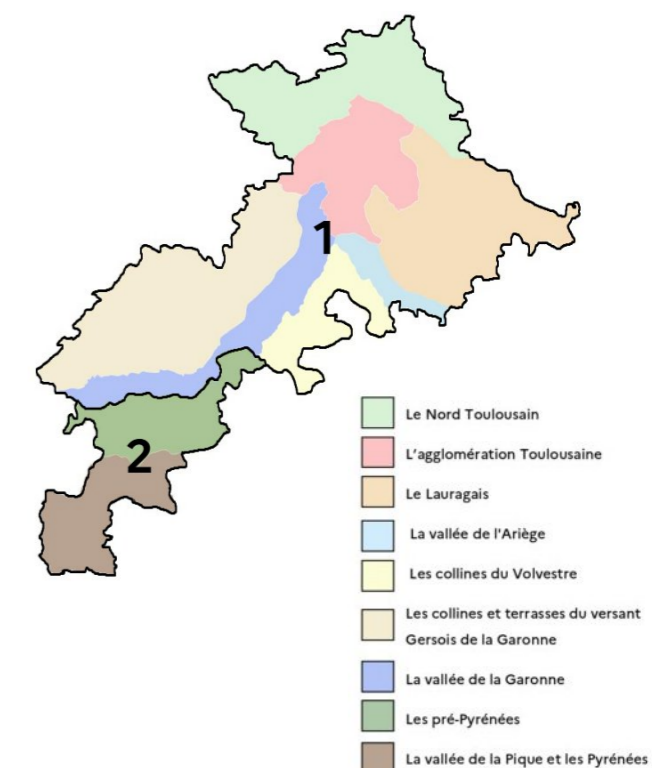 1
2
Le Nord Toulousain
L'agglomération Toulousaine
Le Lauragais
La vallée de l'Ariège
Les collines du Volvestre
Les collines et terrasses du versant
Gersois de la Garonne
La vallée de la Garonne
Les pré-Pyrénées
La vallée de la Pique et les Pyrénées